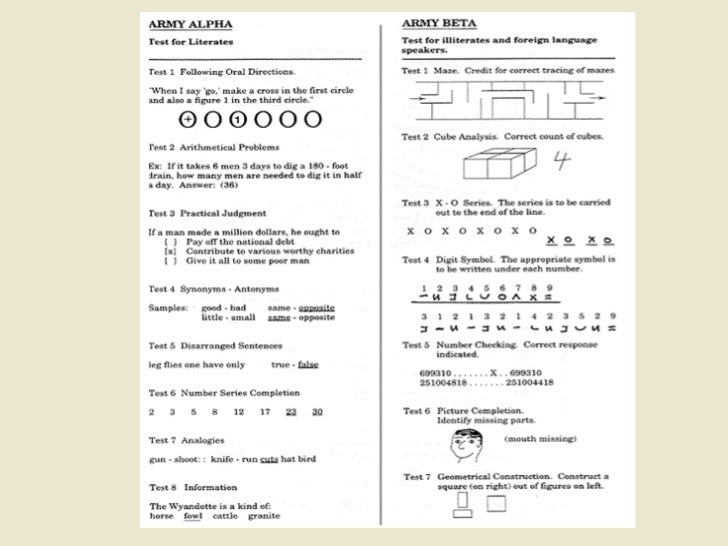 ARMY ALPHA
Test for Literates
Test 1 Following Oral Directions.
"When I say 'go,' make a cross in the first circle
and also a figure 1 in the third circle."
+ 1
Test 2 Arithmetical Problems
Ex: If it takes 6 men 3 days to dig a 180 - foot
drain, how many men are needed to dig it in half
a day. Answer: (36)
Test 3 Practical Judgment
If a man made a million dollars, he ought to
[ ] Pay off the national debt
[x] Contribute to various worthy charities
[ ] Give it all to some poor man
Test 4 Synonyms - Antonyms
Samples: good - bad same - opposite
little - small same - opposite
Test 5 Disarranged Sentences
leg flies one have only true - false
Test 6 Number Series Completion
2 3 5 8 12 17 23 30
Test 7 Analogies
gun - shoot: : knife - run cuts hat bird
Test 8 Information
The Wyandotte is a kind of:
horse fowl cattle granite
ARMY BETA
Test for illiterates and foreign language
speakers.
Test 1 Maze. Credit for correct tracing of mazes
Test 2 Cube Analysis. Correct count of cubes.
4
Test 3 X - O Series. The series is to be carried
out to the end of the line.
X O X O X O X O
X O X O
Test 4 Digit Symbol. The appropriate symbol is
to be written under each number.
1 2 3 4 5 6 7 8 9
3 1 2 1 3 2 1 4 2 3 5 2 9
Test 5 Number Checking. Correct response
indicated.
699310 . . . . . . . X . . 699310
251004818 . . . . . . . 251004418
Test 6 Picture Completion.
Identify missing parts.
(mouth missing)
Test 7 Geometrical Construction. Construct a
square (on right) out of figures on left.